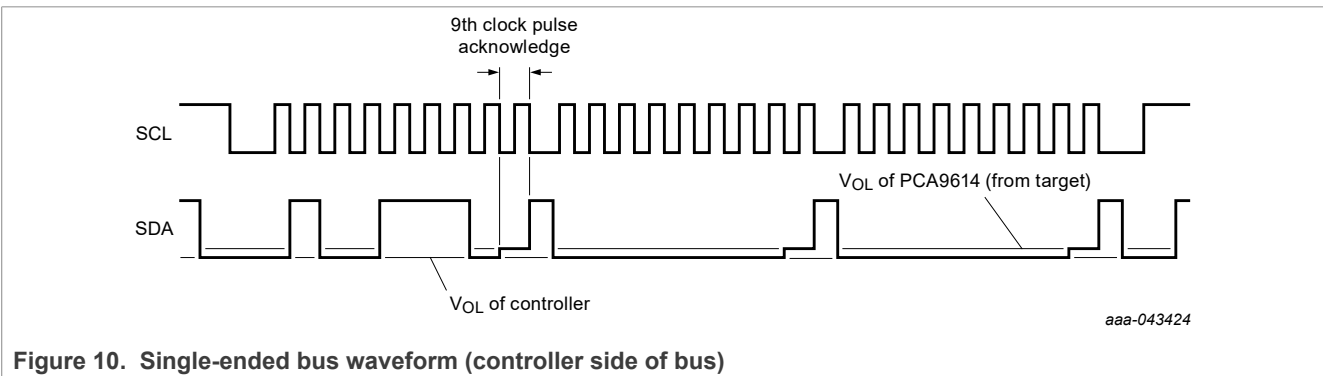 9th clock pulse
acknowledge
SCL
VOL of PCA9614 (from target)
SDA
VOL of controller
aaa-043424
Figure 10. Single-ended bus waveform (controller side of bus)